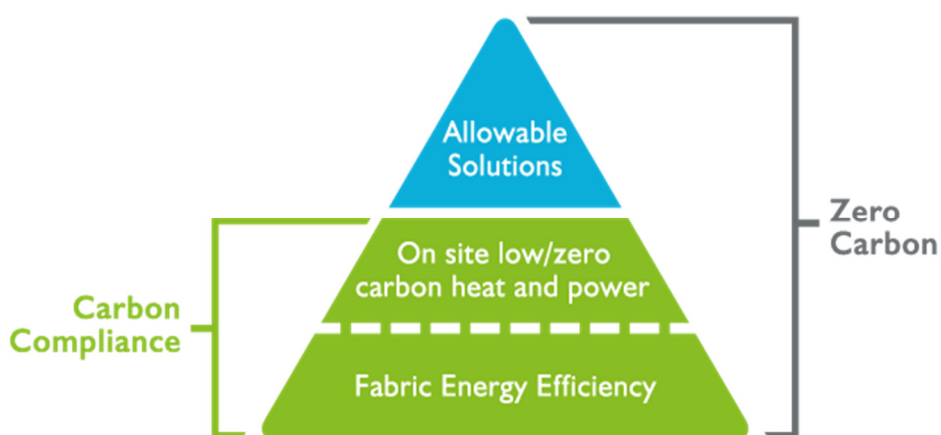 Allowable
Solutions
On site low/zero
carbon heat and power
Fabric Energy Efficiency
Carbon
Compliance
Zero
Carbon